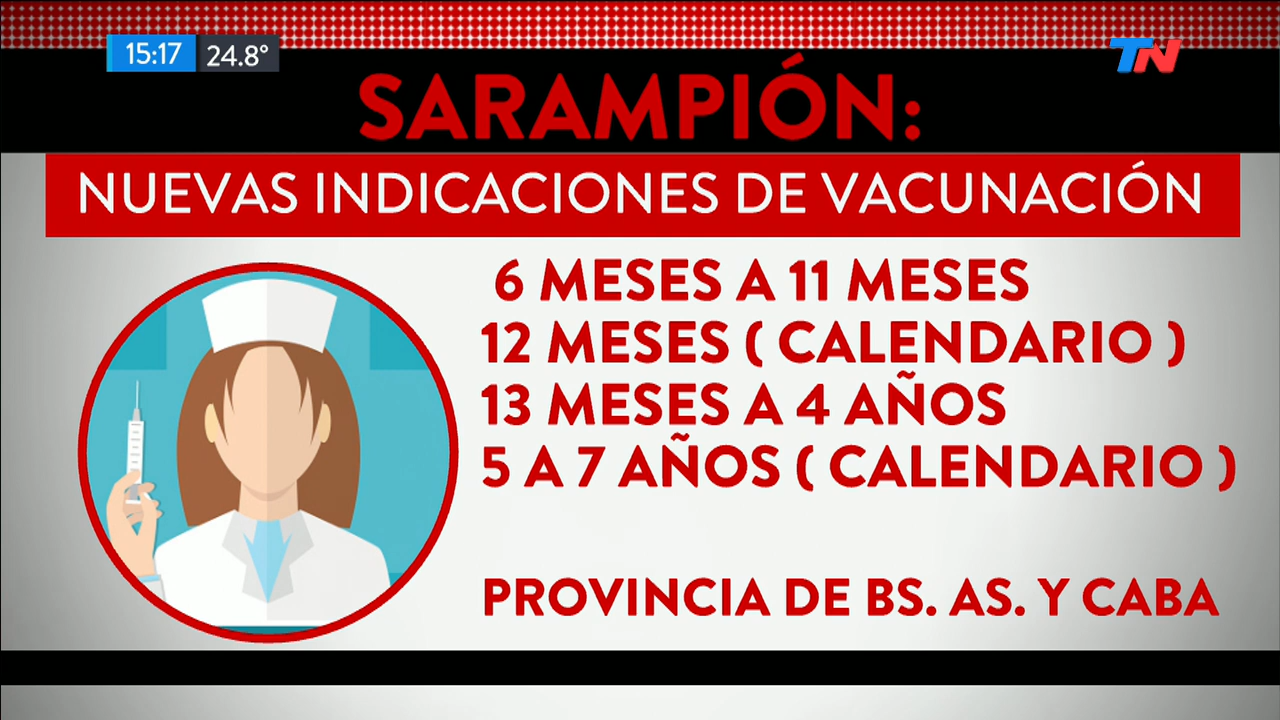 15:17 24.8° TN
SARAMPIÓN:
NUEVAS INDICACIONES DE VACUNACIÓN
6 MESES A 11 MESES
12 MESES ( CALENDARIO )
13 MESES A 4 AÑOS
5 A 7 AÑOS ( CALENDARIO )
PROVINCIA DE BS. AS. Y CABA